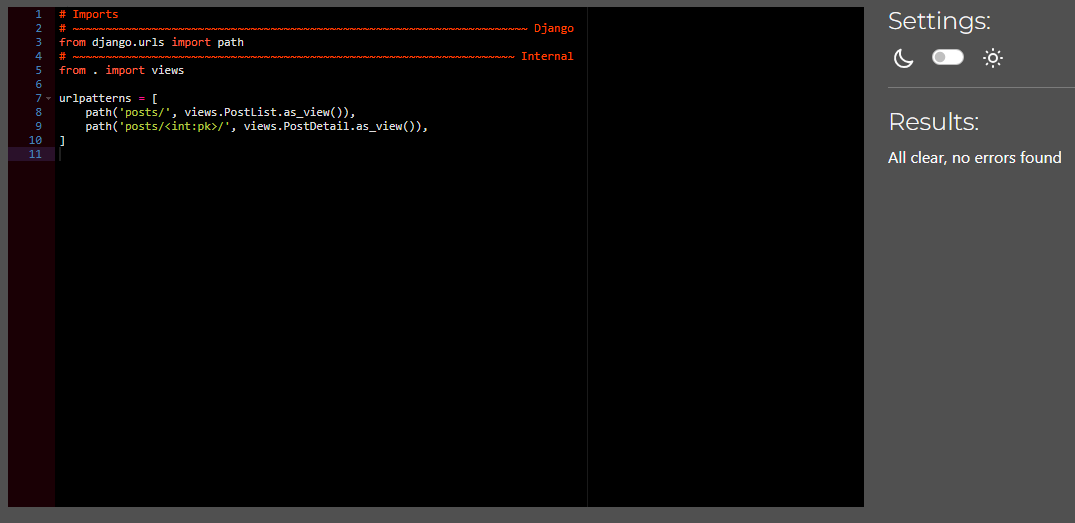 1 # Imports
2 # ~~~~~~~~~~~~~~~~~~~~~~~~~~~~~~~~~~~~~~~~~~~~~~~~~~~~~~~~~~~~~~~~~~~~~ Django
3 from django.urls import path
4 # ~~~~~~~~~~~~~~~~~~~~~~~~~~~~~~~~~~~~~~~~~~~~~~~~~~~~~~~~~~~~~~~~~~~ Internal
5 from . import views
6
7 urlpatterns = [
8     path('posts/', views.PostList.as_view()),
9     path('posts/<int:pk>/', views.PostDetail.as_view()),
10 ]
11
Settings:
Results:
All clear, no errors found